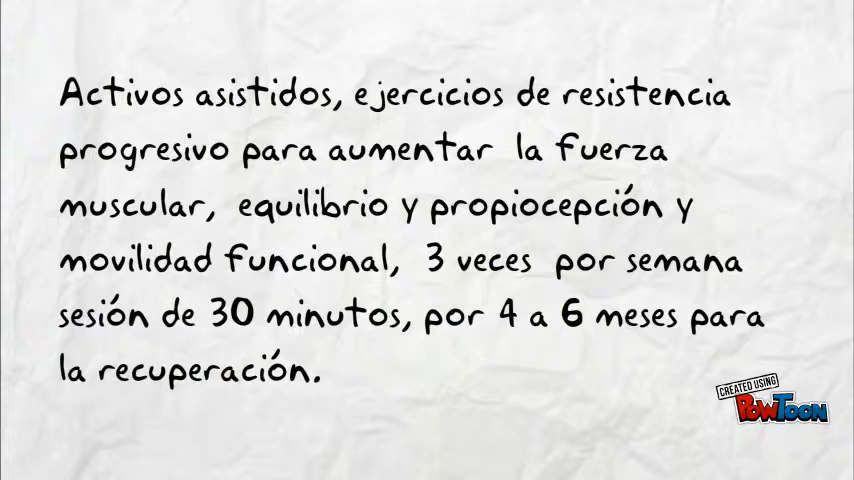 Activos asistidos, ejercicios de resistencia
progresivo para aumentar la fuerza
muscular, equilibrio y propiocepción y
movilidad funcional, 3 veces por semana
sesión de 30 minutos, por 4 a 6 meses para
la recuperación.
CREATED USING
POWTOON